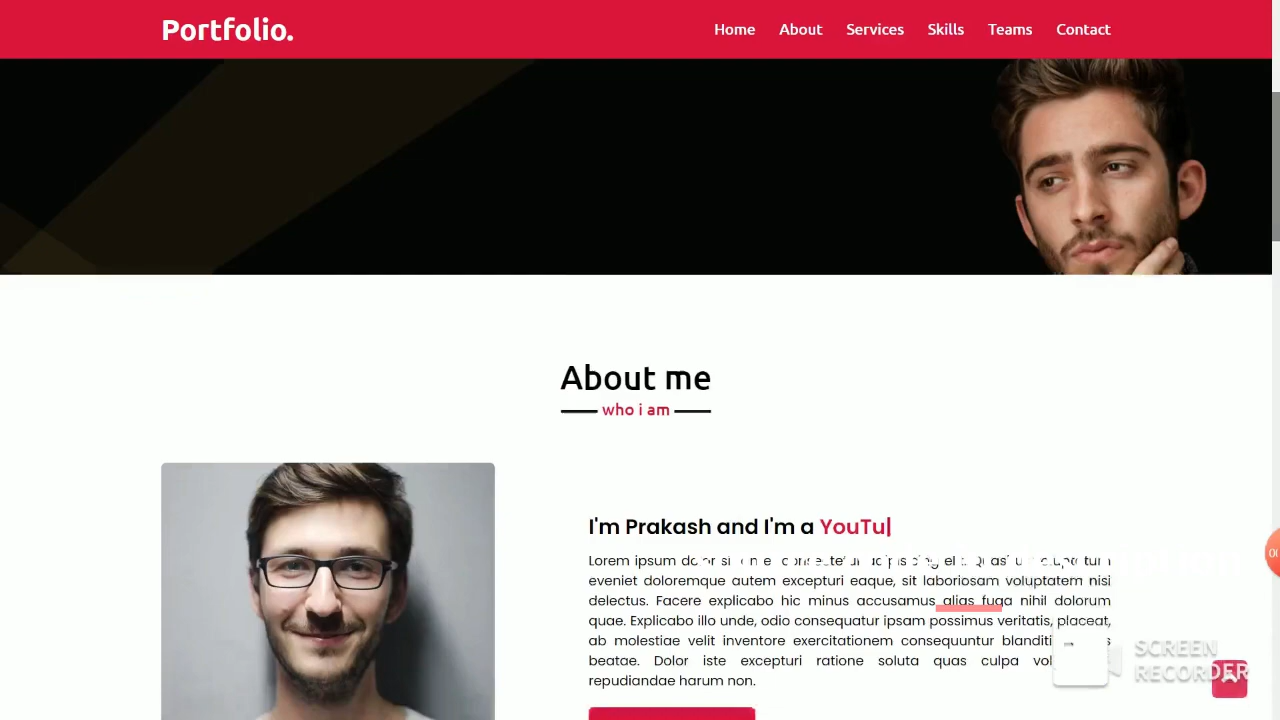 Portfolio.
Home About Services Skills Teams Contact
About me
who i am
I'm Prakash and I'm a YouTu|
Lorem ipsum
eveniet doloremque autem excepturi eaque, sit laboriosam voluptatem nisi
delectus. Facere explicabo hic minus accusamus alias fuga nihil dolorum
quae. Explicabo illo unde, odio consequatur ipsam possimus veritatis, placeat,
ab molestiae velit inventore exercitationem consequuntur
beatae. Dolor iste excepturi ratione soluta quas culpa
repudiandae harum non.
SCREEN
RECORDER